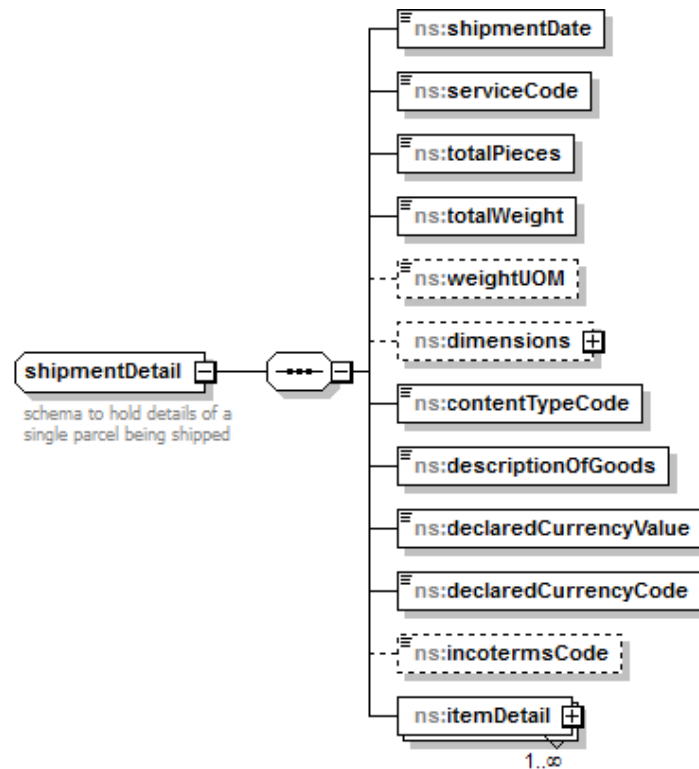 ns:shipmentDate
ns:serviceCode
ns:totalPieces
ns:totalWeight
ns:weightUOM
ns:dimensions
shipmentDetail
schema to hold details of a
single parcel being shipped
ns:contentTypeCode
ns:descriptionOfGoods
ns:declaredCurrencyValue
ns:declaredCurrencyCode
ns:incotermsCode
ns:itemDetail
1..∞